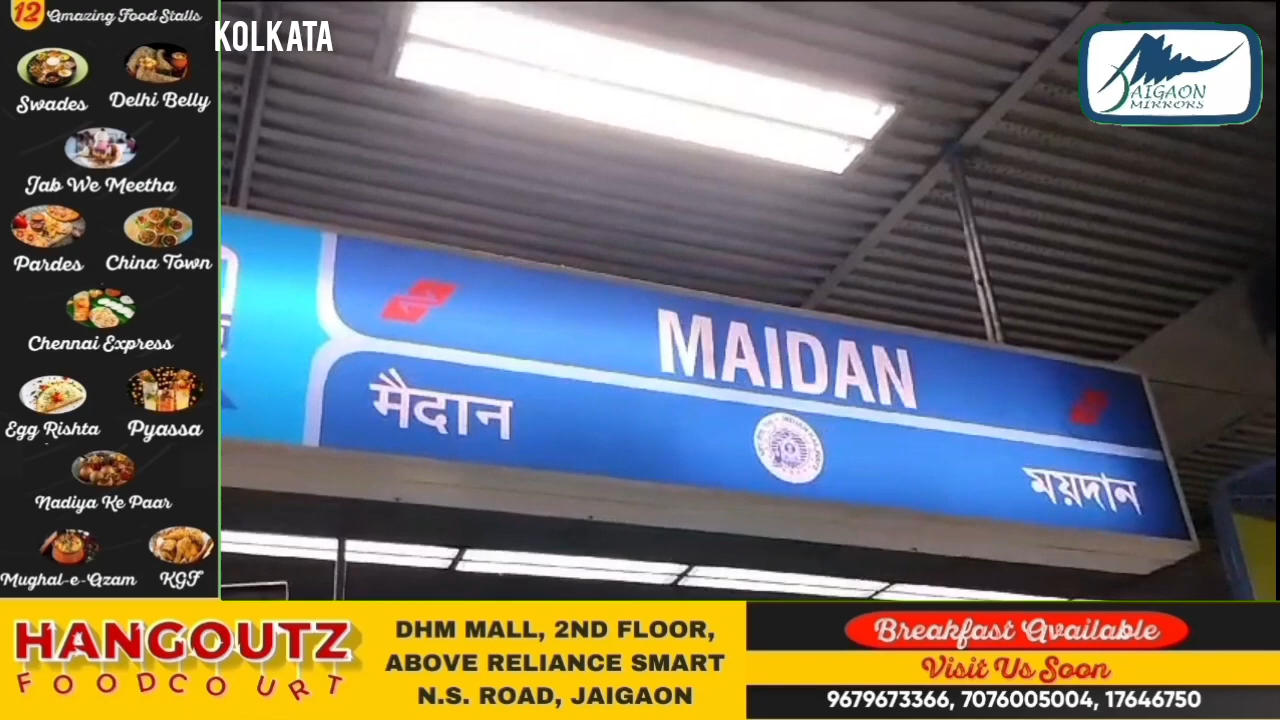 12 Amazing Food Stalls
Swades
Delhi Belly
Jab We Meetha
Pardes
China Town
Chennai Express
Egg Rishta
Pyassa
Nadiya Ke Paar
Mughal-e-Azam
KGF
KOLKATA
JAIGAON
MIRRORS
MAIDAN
मैदान
ময়দান
HANGOUTZ
FOODCOURT
DHM MALL, 2ND FLOOR,
ABOVE RELIANCE SMART
N.S. ROAD, JAIGAON
Breakfast Available
Visit Us Soon
9679673366, 7076005004, 17646750